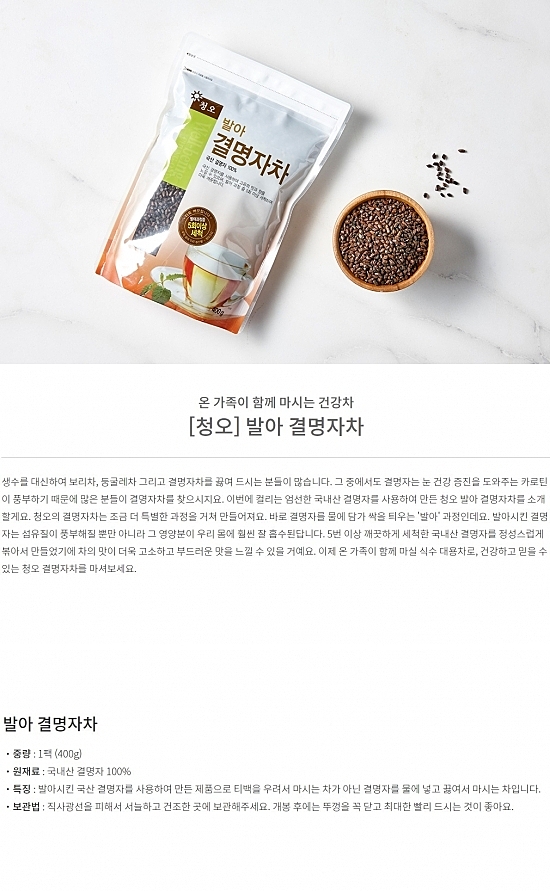 청오
발아
결명자차
국산 결명자 100%
5회이상
세척
400g
온 가족이 함께 마시는 건강차
[청오] 발아 결명자차
생수를 대신하여 보리차, 둥굴레차 그리고 결명자차를 끓여 드시는 분들이 많습니다. 그 중에서도 결명자는 눈 건강 증진을 도와주는 카로틴
이 풍부하기 때문에 많은 분들이 결명자차를 찾으시지요. 이번에 컬리는 엄선한 국내산 결명자를 사용하여 만든 청오 발아 결명자차를 소개
할게요. 청오의 결명자차는 조금 더 특별한 과정을 거쳐 만들어져요. 바로 결명자를 물에 담가 싹을 틔우는 '발아' 과정인데요. 발아시킨 결명
자는 섬유질이 풍부해질 뿐만 아니라 그 영양분이 우리 몸에 훨씬 잘 흡수된답니다. 5번 이상 깨끗하게 세척한 국내산 결명자를 정성스럽게
볶아서 만들었기에 차의 맛이 더욱 고소하고 부드러운 맛을 느낄 수 있을 거예요. 이제 온 가족이 함께 마실 식수 대용차로, 건강하고 믿을 수
있는 청오 결명자차를 마셔보세요.
발아 결명자차
• 중량 : 1팩 (400g)
• 원재료 : 국내산 결명자 100%
• 특징 : 발아시킨 국산 결명자를 사용하여 만든 제품으로 티백을 우려서 마시는 차가 아닌 결명자를 물에 넣고 끓여서 마시는 차입니다.
• 보관법 : 직사광선을 피해서 서늘하고 건조한 곳에 보관해주세요. 개봉 후에는 뚜껑을 꼭 닫고 최대한 빨리 드시는 것이 좋아요.